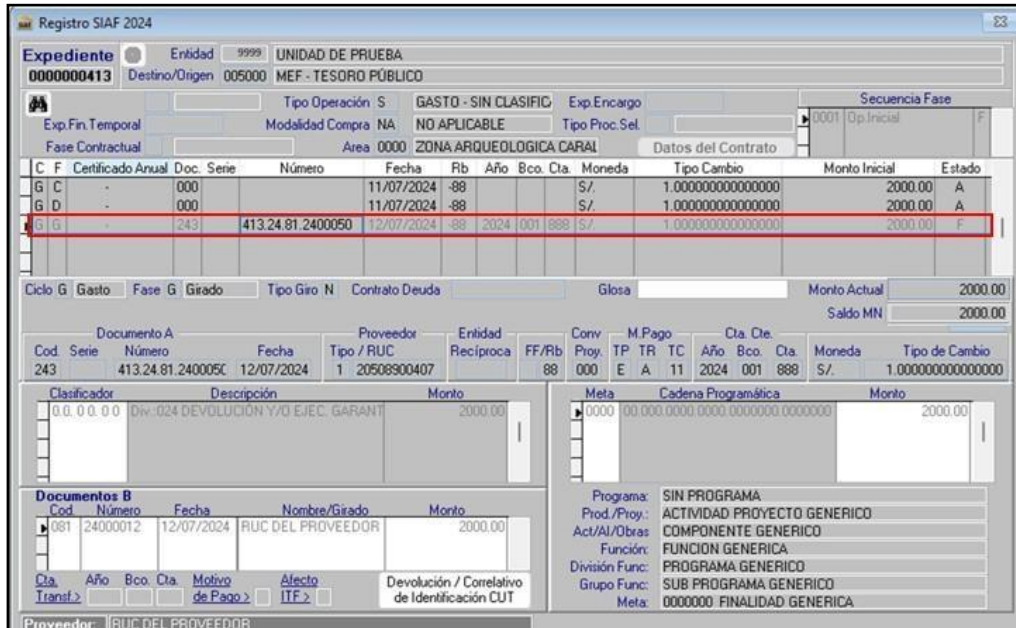 Registro SIAF 2024
Expediente Entidad 9999 UNIDAD DE PRUEBA
0000000413 Destino/Origen 005000 MEF - TESORO PÚBLICO
Tipo Operación S GASTO - SIN CLASIFIC Exp.Encargo Secuencia Fase
Exp.Fin.Temporal Modalidad Compra NA NO APLICABLE Tipo Proc.Sel. 0001 Op.Inicial F
Fase Contractual Area 0000 ZONA ARQUEOLOGICA CARAL Datos del Contrato
C F Certificado Anual Doc. Serie Número Fecha Rb Año Bco. Cta. Moneda Tipo Cambio Monto Inicial Estado
G C - 000 11/07/2024 -88 S/. 1.000000000000000 2000.00 A
G D - 000 11/07/2024 -88 S/. 1.000000000000000 2000.00 A
G G - 243 413.24.81.2400050 12/07/2024 -88 2024 001 888 S/. 1.000000000000000 2000.00 F
Ciclo G Gasto Fase G Girado Tipo Giro N Contrato Deuda Glosa Monto Actual 2000.00
Saldo MN 2000.00
Documento A Proveedor Entidad Conv M.Pago Cta. Cte.
Cod. Serie Número Fecha Tipo / RUC Recíproca FF/Rb Proy. TP TR TC Año Bco. Cta. Moneda Tipo de Cambio
243 413.24.81.240005( 12/07/2024 1 20508900407 88 000 E A 11 2024 001 888 S/. 1.000000000000000
Clasificador Descripción Monto Meta Cadena Programática Monto
0.0. 0 0. 0 0 Div.:024 DEVOLUCIÓN Y/O EJEC. GARANT 2000.00 0000 00.000.0000.0000.0000.0000.0000000 2000.00
Documentos B
Cod Número Fecha Nombre/Girado Monto
081 24000012 12/07/2024 RUC DEL PROVEEDOR 2000.00
Cta. Año Bco. Cta. Motivo Afecto Devolución / Correlativo
Transf.> de Pago > ITF > de Identificación CUT
Programa: SIN PROGRAMA
Prod./Proy.: ACTIVIDAD PROYECTO GENERICO
Act/AI/Obras COMPONENTE GENERICO
Función: FUNCION GENERICA
División Func: PROGRAMA GENERICO
Grupo Func: SUB PROGRAMA GENERICO
Meta: 0000000 FINALIDAD GENERICA
Proveedor: RUC DEL PROVEEDOR